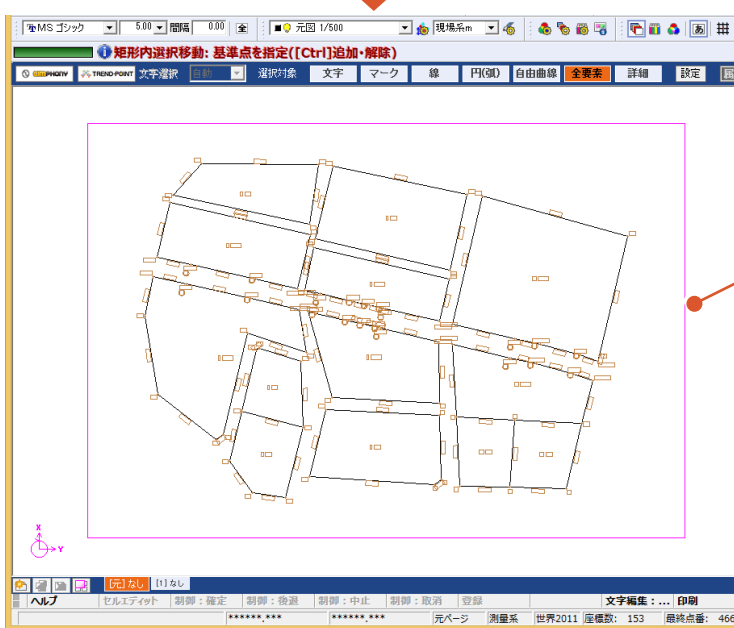 MS ゴシック 5.00 間隔 0.00 全 元図 1/500 現場系m あ
矩形内選択移動: 基準点を指定([Ctrl]追加・解除)
TREND-POINT 文字選択 自動 選択対象 文字 マーク 線 円(弧) 自由曲線 全要素 詳細 設定
X
Y
[元] なし [1] なし
ヘルプ セルエディット 制御:確定 制御:後退 制御:中止 制御:取消 登録 文字編集:... 印刷
******.*** ******.*** 元ページ 測量系 世界2011 座標数: 153 最終点番: 466